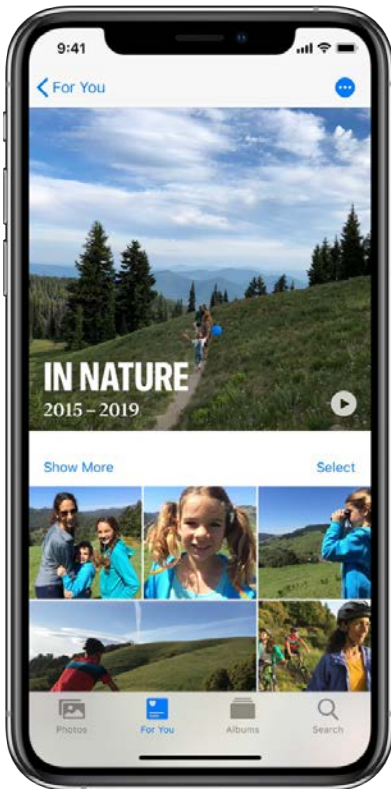 9:41
For You
IN NATURE
2015 – 2019
Show More Select
Photos For You Albums Search